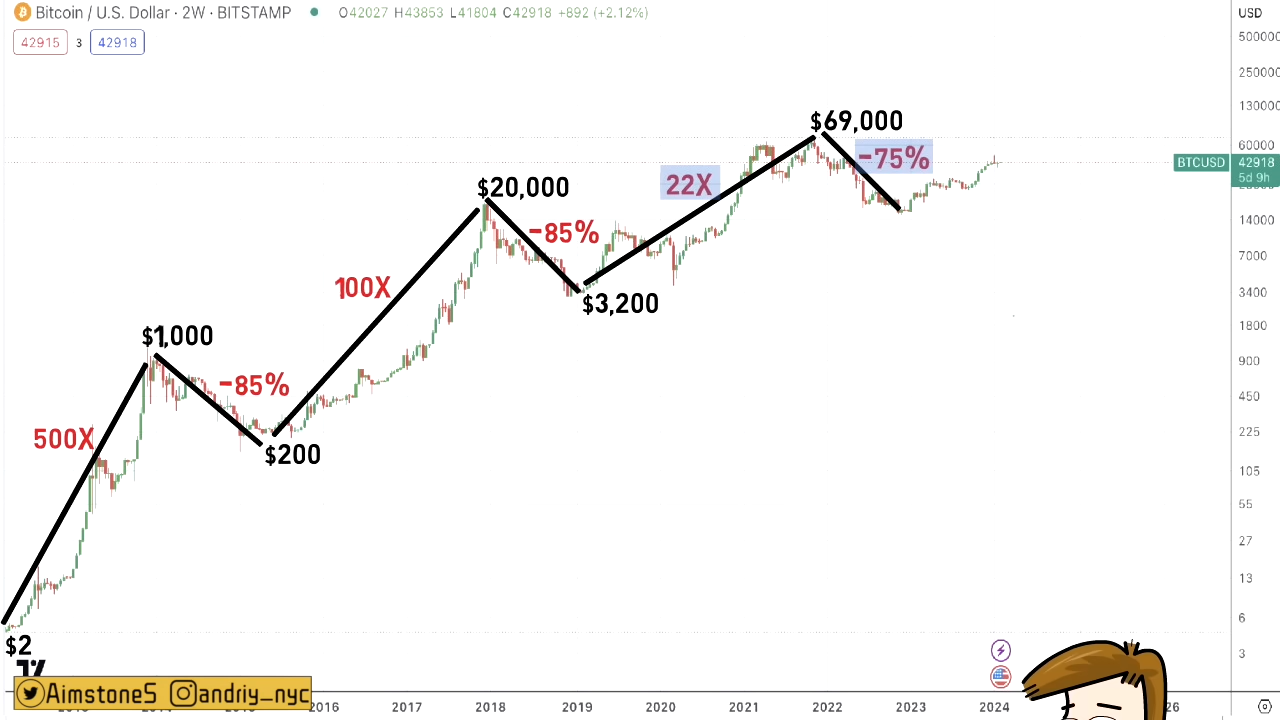 Bitcoin / U.S. Dollar · 2W · BITSTAMP O42027 H43853 L41804 C42918 +892 (+2.12%)
USD
42915 3 42918
500000
250000
130000
$69,000
60000
-75%
BTCUSD 42918
5d 9h
22X
$20,000
14000
-85%
7000
100X
3400
$3,200
1800
$1,000
900
-85%
450
500X
225
$200
105
55
27
13
6
$2
3
Aimstone5 andriy_nyc
2016 2017 2018 2019 2020 2021 2022 2023 2024